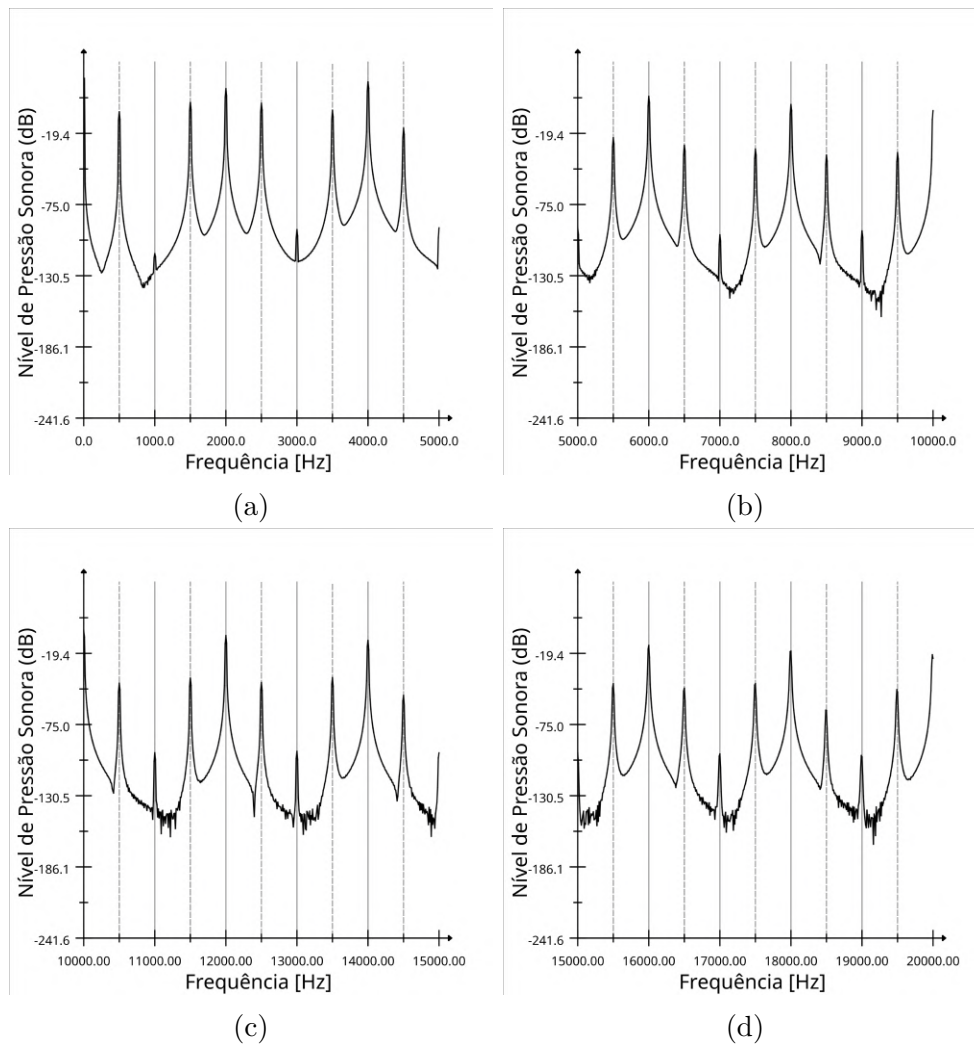 Nível de Pressão Sonora (dB)
-19.4
-75.0
-130.5
-186.1
-241.6
0.0 1000.0 2000.0 3000.0 4000.0 5000.0
Frequência [Hz]
(a)
Nível de Pressão Sonora (dB)
-19.4
-75.0
-130.5
-186.1
-241.6
5000.0 6000.0 7000.0 8000.0 9000.0 10000.0
Frequência [Hz]
(b)
Nível de Pressão Sonora (dB)
-19.4
-75.0
-130.5
-186.1
-241.6
10000.00 11000.00 12000.00 13000.00 14000.00 15000.00
Frequência [Hz]
(c)
Nível de Pressão Sonora (dB)
-19.4
-75.0
-130.5
-186.1
-241.6
15000.00 16000.00 17000.00 18000.00 19000.00 20000.00
Frequência [Hz]
(d)